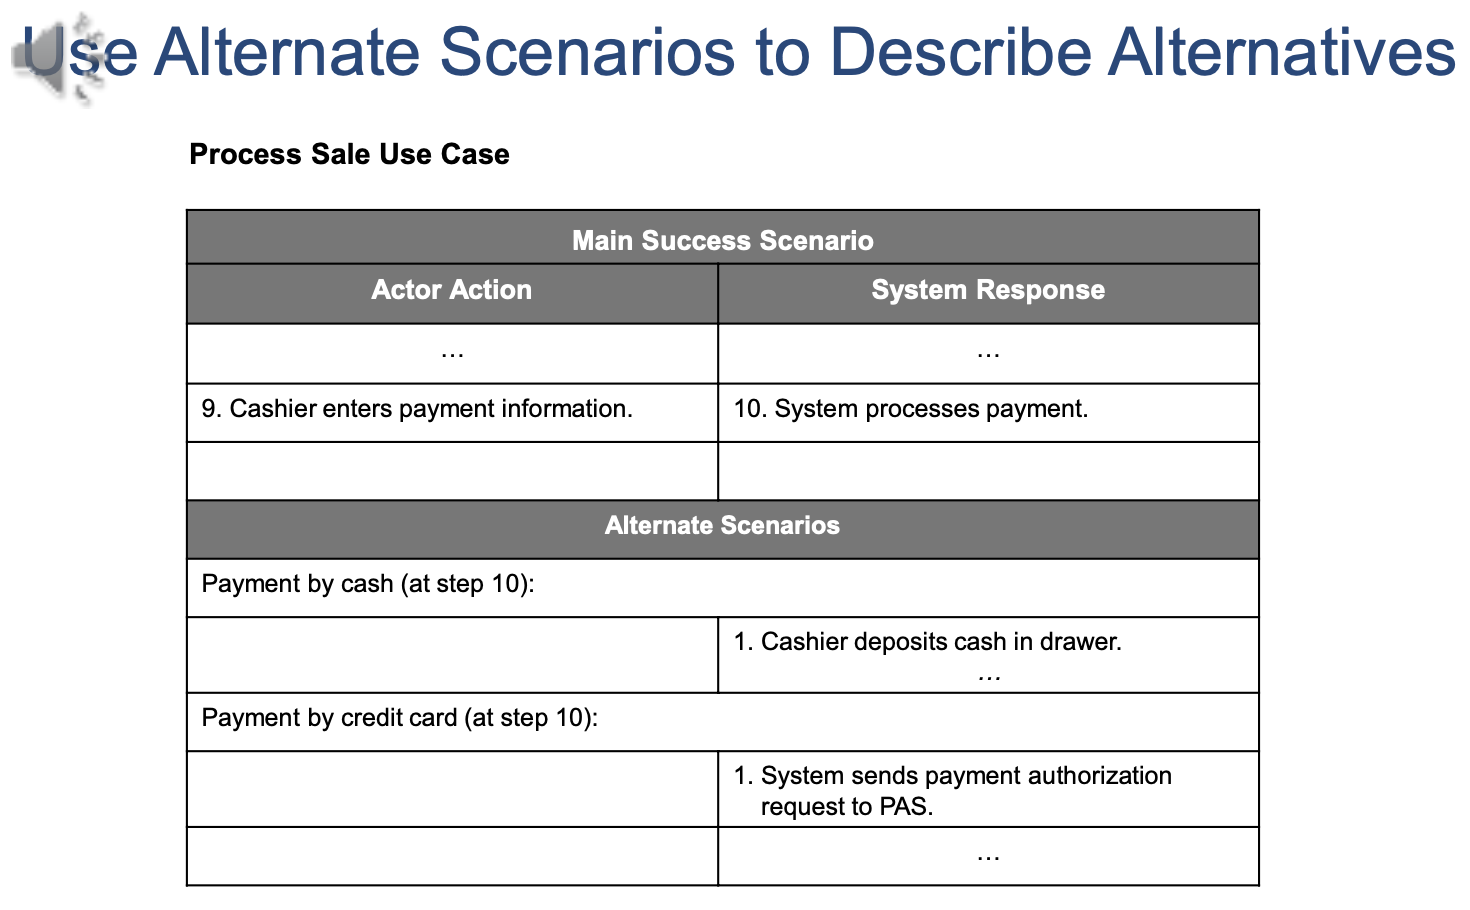 Use Alternate Scenarios to Describe Alternatives
Process Sale Use Case
Main Success Scenario
Actor Action
System Response
…
…
9. Cashier enters payment information.
10. System processes payment.
Alternate Scenarios
Payment by cash (at step 10):
1. Cashier deposits cash in drawer.
…
Payment by credit card (at step 10):
1. System sends payment authorization
request to PAS.
…